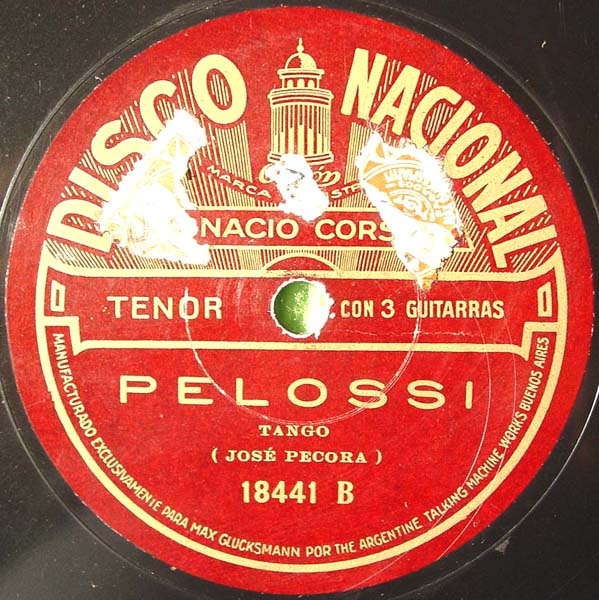 DISCO NACIONAL
MARCA
NACIO CORS
TENOR CON 3 GUITARRAS
PELOSSI
TANGO
( JOSÉ PECORA )
18441 B
MANUFACTURADO EXCLUSIVAMENTE PARA MAX GLUCKSMANN POR THE ARGENTINE TALKING MACHINE WORKS BUENOS AIRES